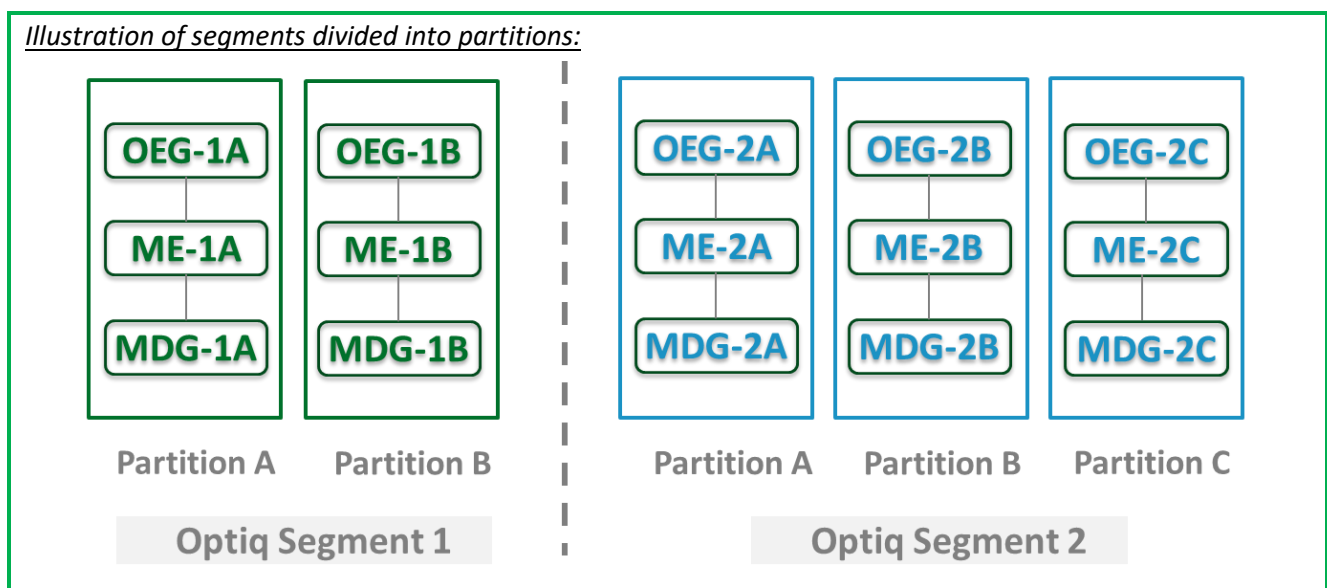 Illustration of segments divided into partitions:
OEG-1A
ME-1A
MDG-1A
Partition A
OEG-1B
ME-1B
MDG-1B
Partition B
Optiq Segment 1
OEG-2A
ME-2A
MDG-2A
Partition A
OEG-2B
ME-2B
MDG-2B
Partition B
OEG-2C
ME-2C
MDG-2C
Partition C
Optiq Segment 2